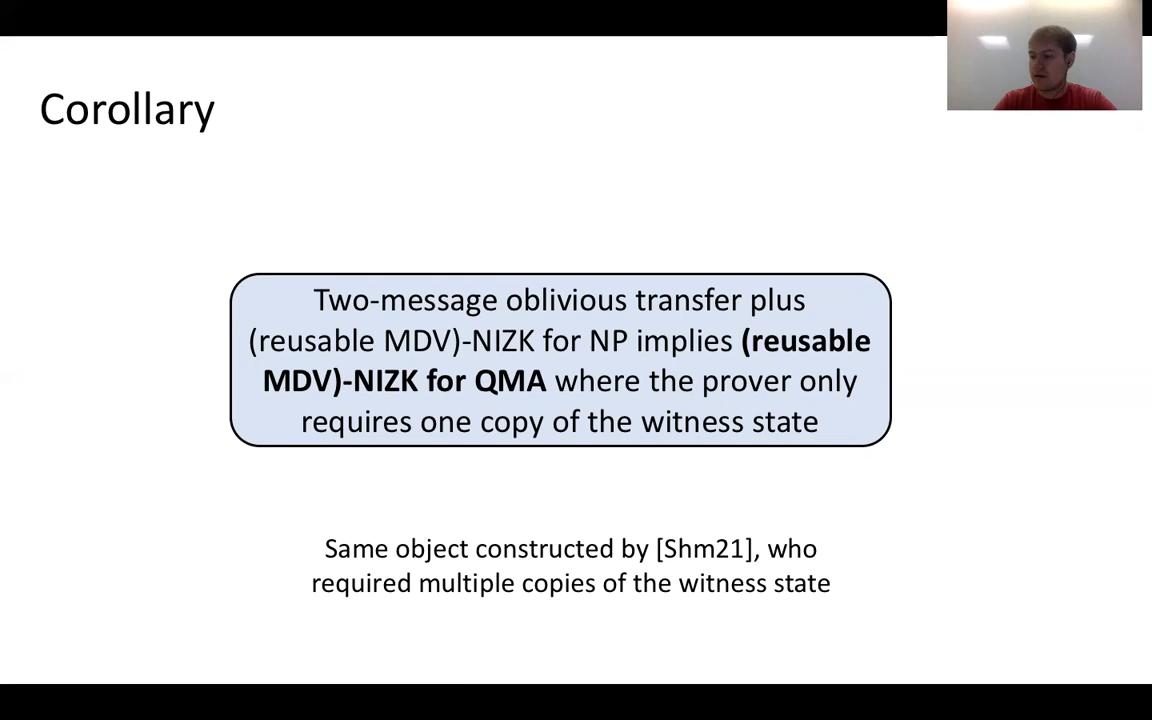 Corollary
Two-message oblivious transfer plus
(reusable MDV)-NIZK for NP implies (reusable
MDV)-NIZK for QMA where the prover only
requires one copy of the witness state
Same object constructed by [Shm21], who
required multiple copies of the witness state